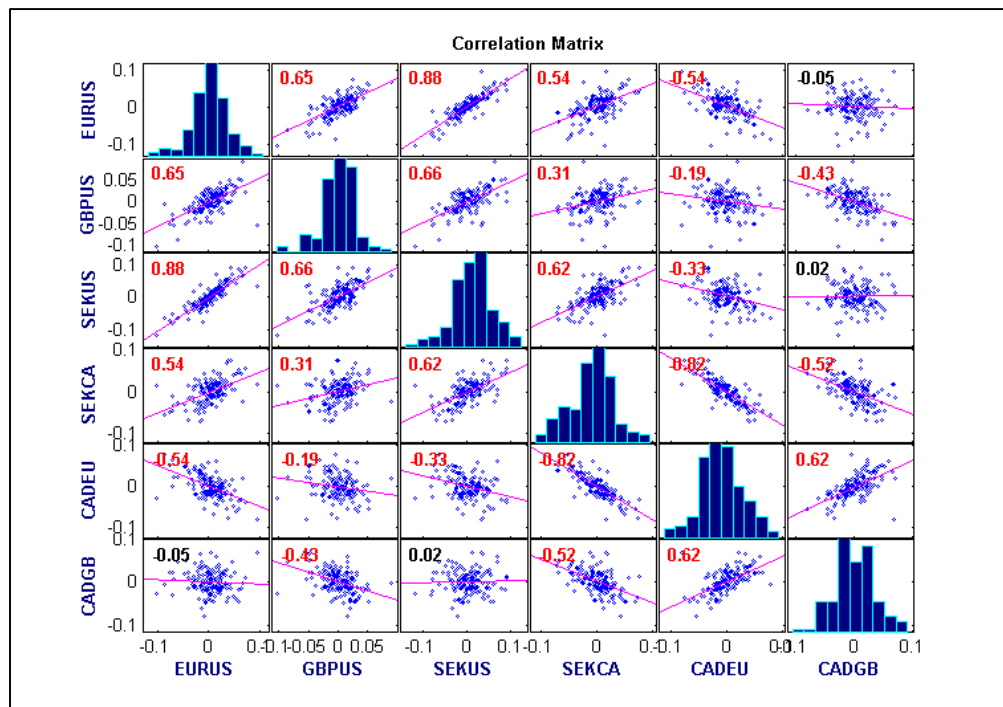 Correlation Matrix
EURUS 0.1 0 -0.1 0.65 0.88 0.54 -0.54 -0.05
GBPUS 0.05 0 -0.05 -0.1 0.65 0.66 0.31 -0.19 -0.43
SEKUS 0.1 0 -0.1 0.88 0.66 0.62 -0.33 0.02
SEKCA 0.1 0 -0.1 0.54 0.31 0.62 -0.82 -0.52
CADEU 0.1 0 -0.1 -0.54 -0.19 -0.33 -0.82 0.62
CADGB 0.1 0 -0.1 -0.05 -0.43 0.02 -0.52 0.62
-0.1 0 -0.05 0 0.05 -0.1 0 0 0 0 0.1
EURUS GBPUS SEKUS SEKCA CADEU CADGB